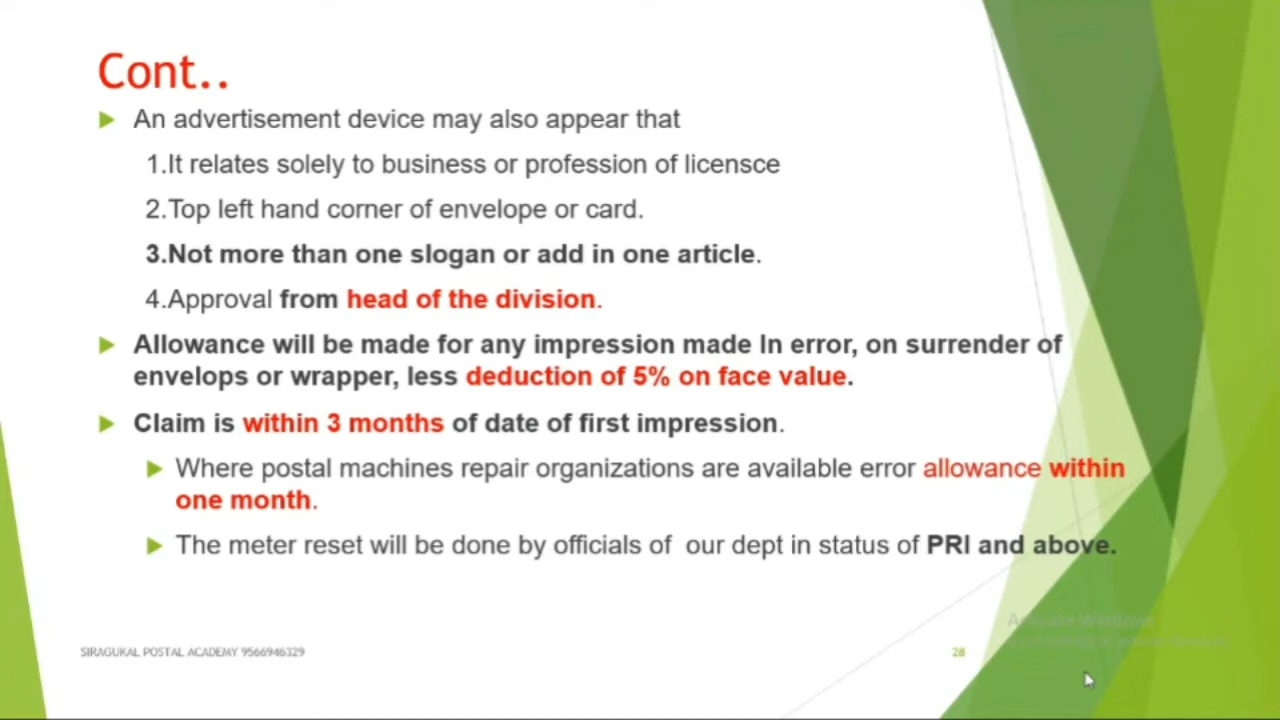 Cont..
An advertisement device may also appear that
1.It relates solely to business or profession of licensce
2.Top left hand corner of envelope or card.
3.Not more than one slogan or add in one article.
4.Approval from head of the division.
Allowance will be made for any impression made In error, on surrender of
envelops or wrapper, less deduction of 5% on face value.
Claim is within 3 months of date of first impression.
Where postal machines repair organizations are available error allowance within
one month.
The meter reset will be done by officials of our dept in status of PRI and above.
Activate Windows
SIRAGUKAL POSTAL ACADEMY 9566946329
28